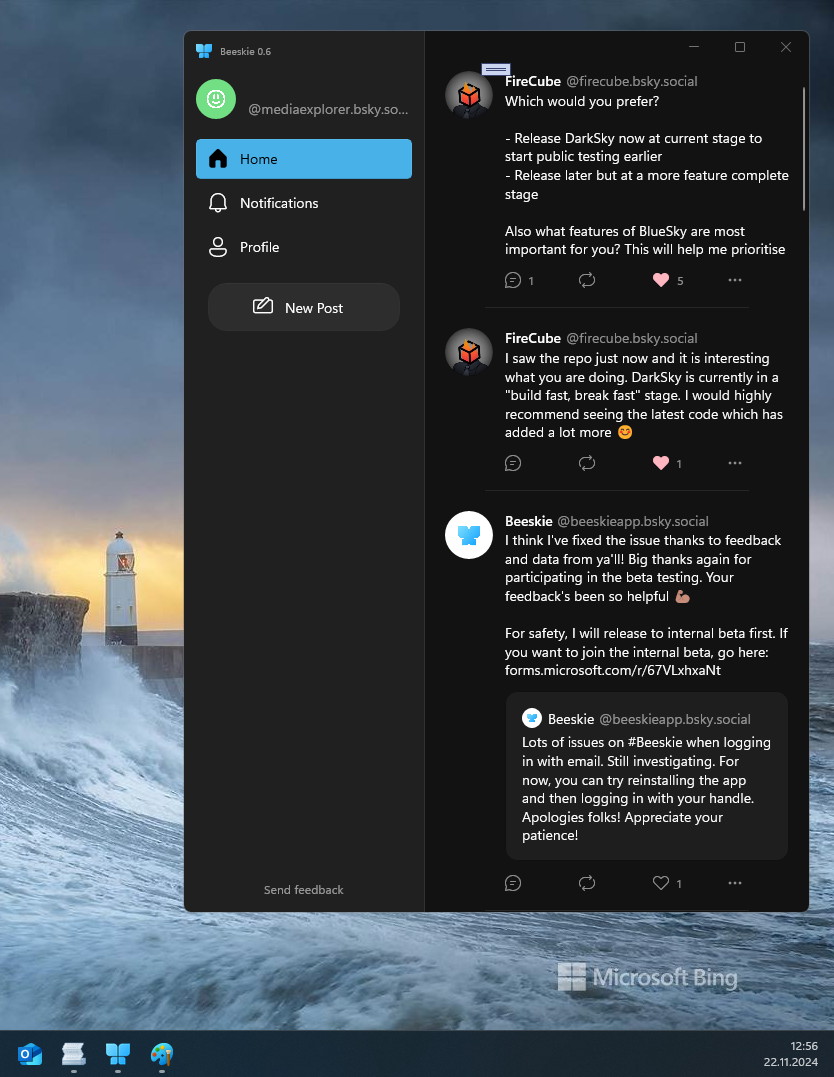 Beeskie 0.6
@mediaexplorer.bsky.so...
Home
Notifications
Profile
New Post
Send feedback
FireCube @firecube.bsky.social
Which would you prefer?
- Release DarkSky now at current stage to
start public testing earlier
- Release later but at a more feature complete
stage
Also what features of BlueSky are most
important for you? This will help me prioritise
1
5
FireCube @firecube.bsky.social
I saw the repo just now and it is interesting
what you are doing. DarkSky is currently in a
"build fast, break fast" stage. I would highly
recommend seeing the latest code which has
added a lot more 😊
1
Beeskie @beeskieapp.bsky.social
I think I've fixed the issue thanks to feedback
and data from ya'll! Big thanks again for
participating in the beta testing. Your
feedback's been so helpful 💪🏽
For safety, I will release to internal beta first. If
you want to join the internal beta, go here:
forms.microsoft.com/r/67VLxhxaNt
Beeskie @beeskieapp.bsky.social
Lots of issues on #Beeskie when logging
in with email. Still investigating. For
now, you can try reinstalling the app
and then logging in with your handle.
Apologies folks! Appreciate your
patience!
1
Microsoft Bing
12:56
22.11.2024